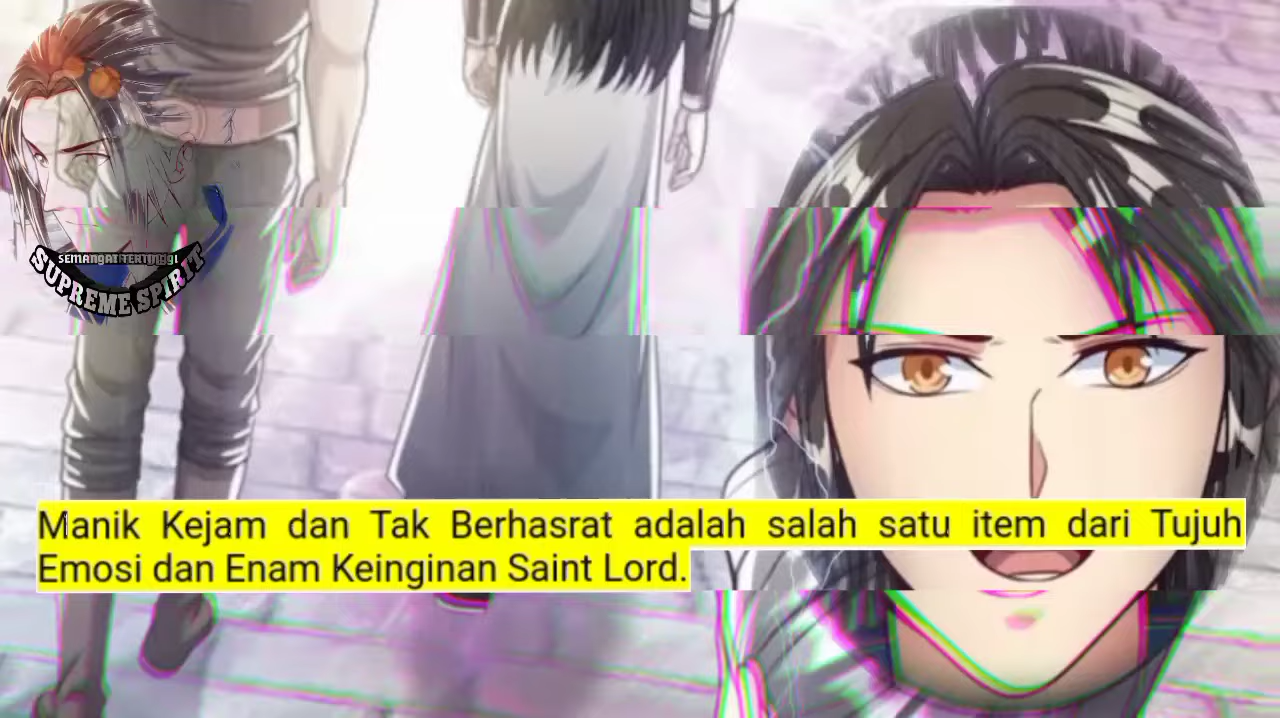 SEMANGAT TERTINGGI
SUPREME SPIRIT
Manik Kejam dan Tak Berhasrat adalah salah satu item dari Tujuh
Emosi dan Enam Keinginan Saint Lord.